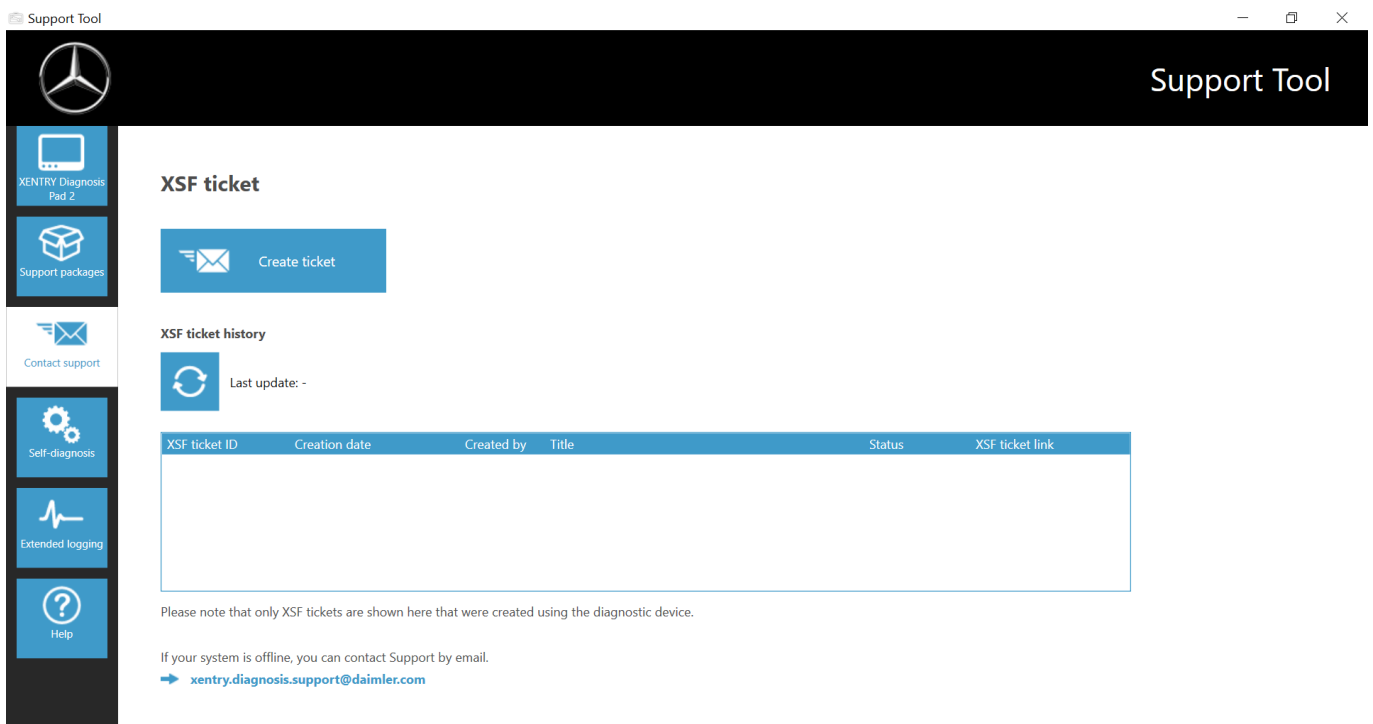 Support Tool
Support Tool
XENTRY Diagnosis
Pad 2
Support packages
Contact support
Self-diagnosis
Extended logging
Help
XSF ticket
Create ticket
XSF ticket history
Last update: -
XSF ticket ID Creation date Created by Title Status XSF ticket link
Please note that only XSF tickets are shown here that were created using the diagnostic device.
If your system is offline, you can contact Support by email.
xentry.diagnosis.support@daimler.com